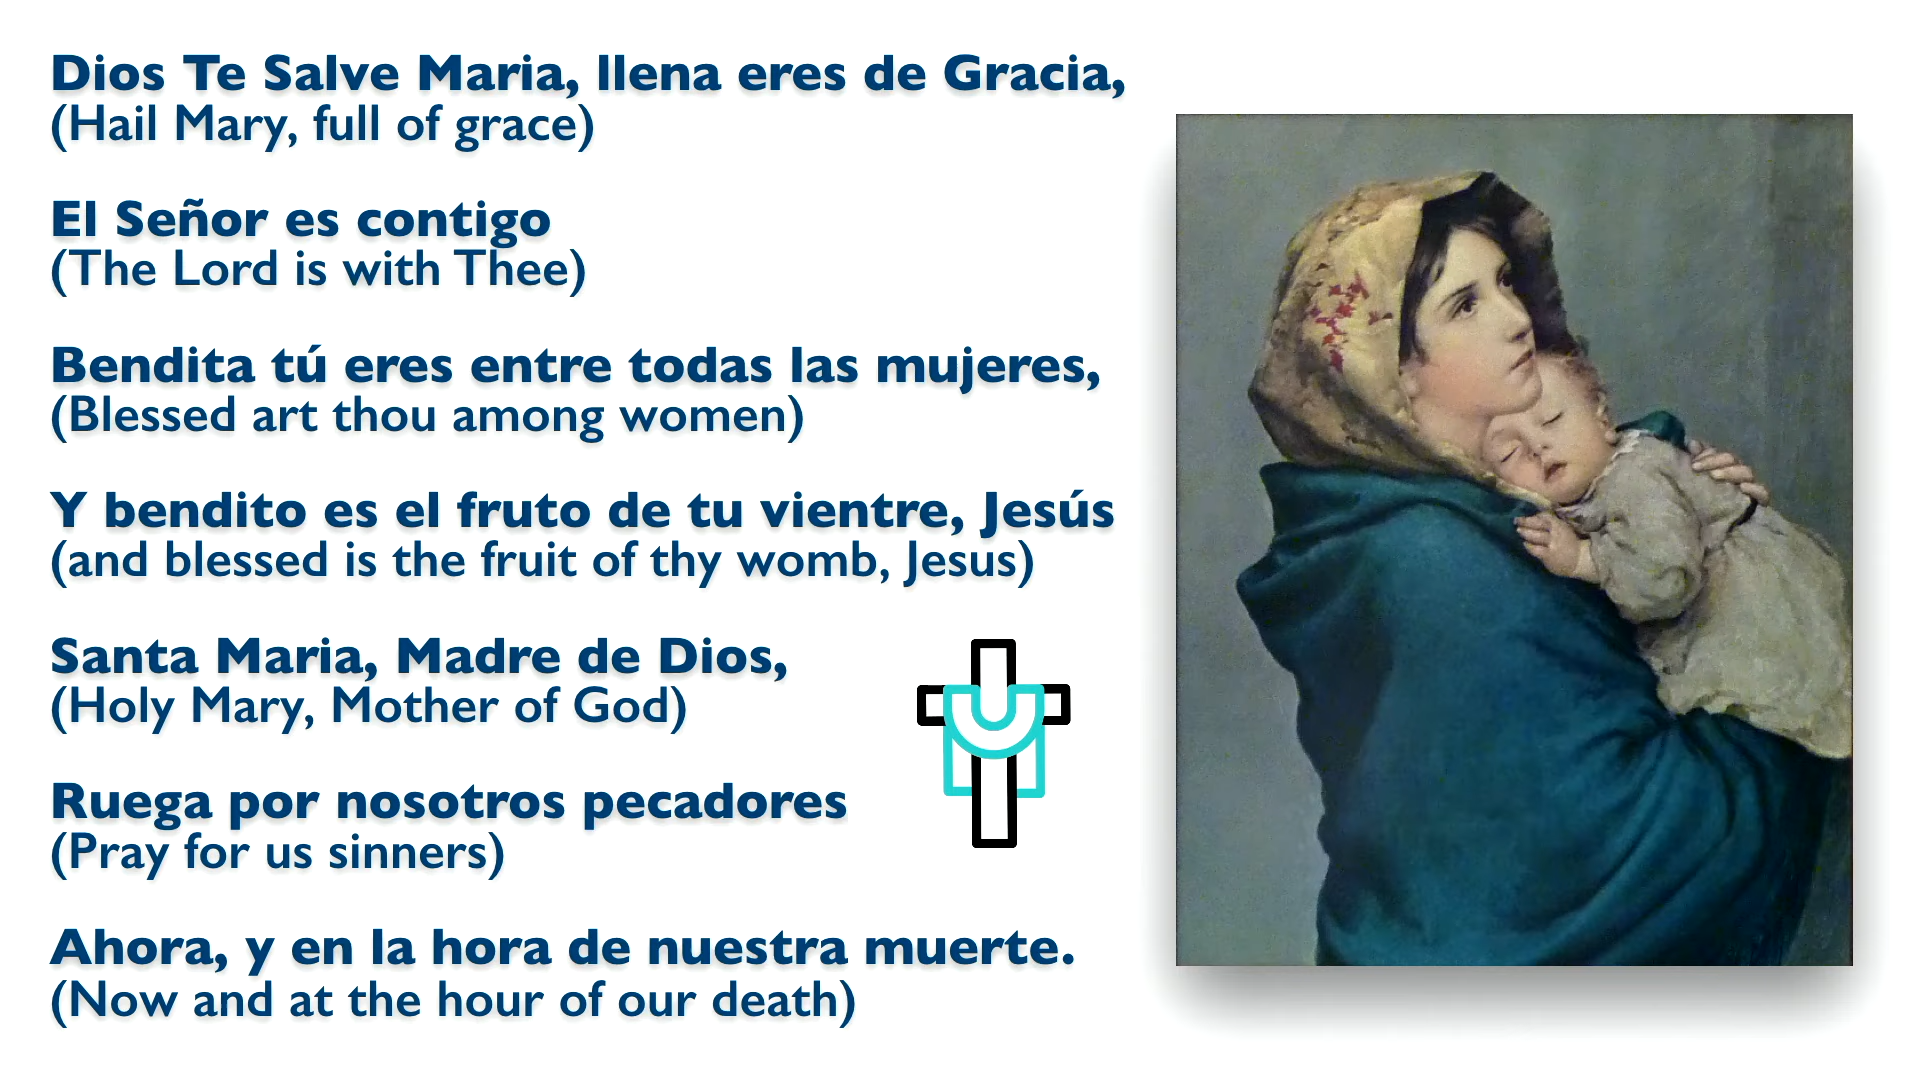 Dios Te Salve Maria, llena eres de Gracia,
(Hail Mary, full of grace)
El Señor es contigo
(The Lord is with Thee)
Bendita tú eres entre todas las mujeres,
(Blessed art thou among women)
Y bendito es el fruto de tu vientre, Jesús
(and blessed is the fruit of thy womb, Jesus)
Santa Maria, Madre de Dios,
(Holy Mary, Mother of God)
Ruega por nosotros pecadores
(Pray for us sinners)
Ahora, y en la hora de nuestra muerte.
(Now and at the hour of our death)